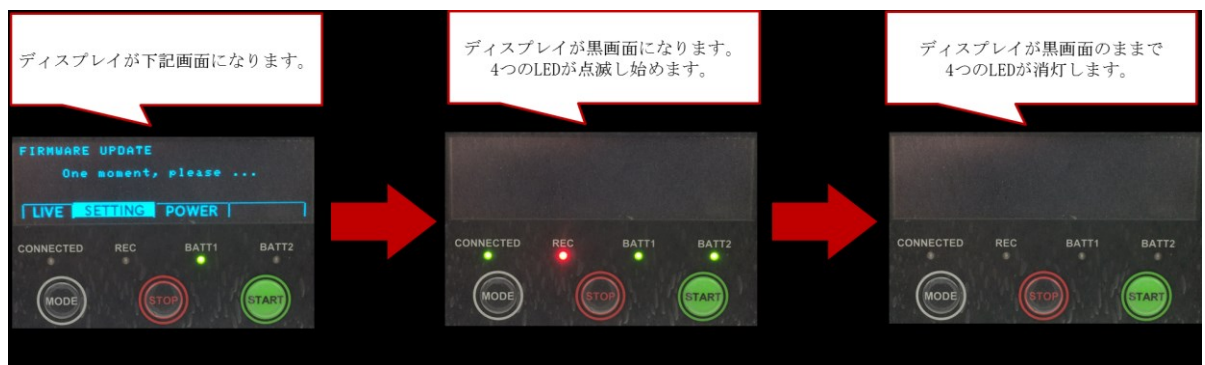 ディスプレイが下記画面になります。
FIRMWARE UPDATE
One moment, please ...
LIVE SETTING POWER
CONNECTED REC BATT1 BATT2
MODE STOP START
ディスプレイが黒画面になります。
4つのLEDが点滅し始めます。
CONNECTED REC BATT1 BATT2
MODE STOP START
ディスプレイが黒画面のままで
4つのLEDが消灯します。
CONNECTED REC BATT1 BATT2
MODE STOP START